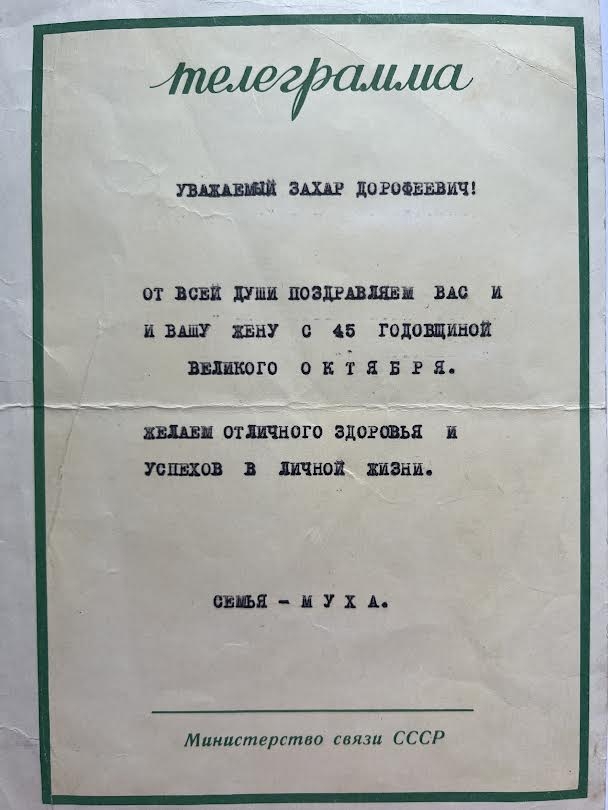 телеграмма
УВАЖАЕМЫЙ ЗАХАР ДОРОФЕЕВИЧ!
ОТ ВСЕЙ ДУШИ ПОЗДРАВЛЯЕМ ВАС И
И ВАШУ ЖЕНУ С 45 ГОДОВЩИНОЙ
ВЕЛИКОГО О К Т Я Б Р Я.
ЖЕЛАЕМ ОТЛИЧНОГО ЗДОРОВЬЯ И
УСПЕХОВ В ЛИЧНОЙ ЖИЗНИ.
СЕМЬЯ - М У Х А.
Министерство связи СССР